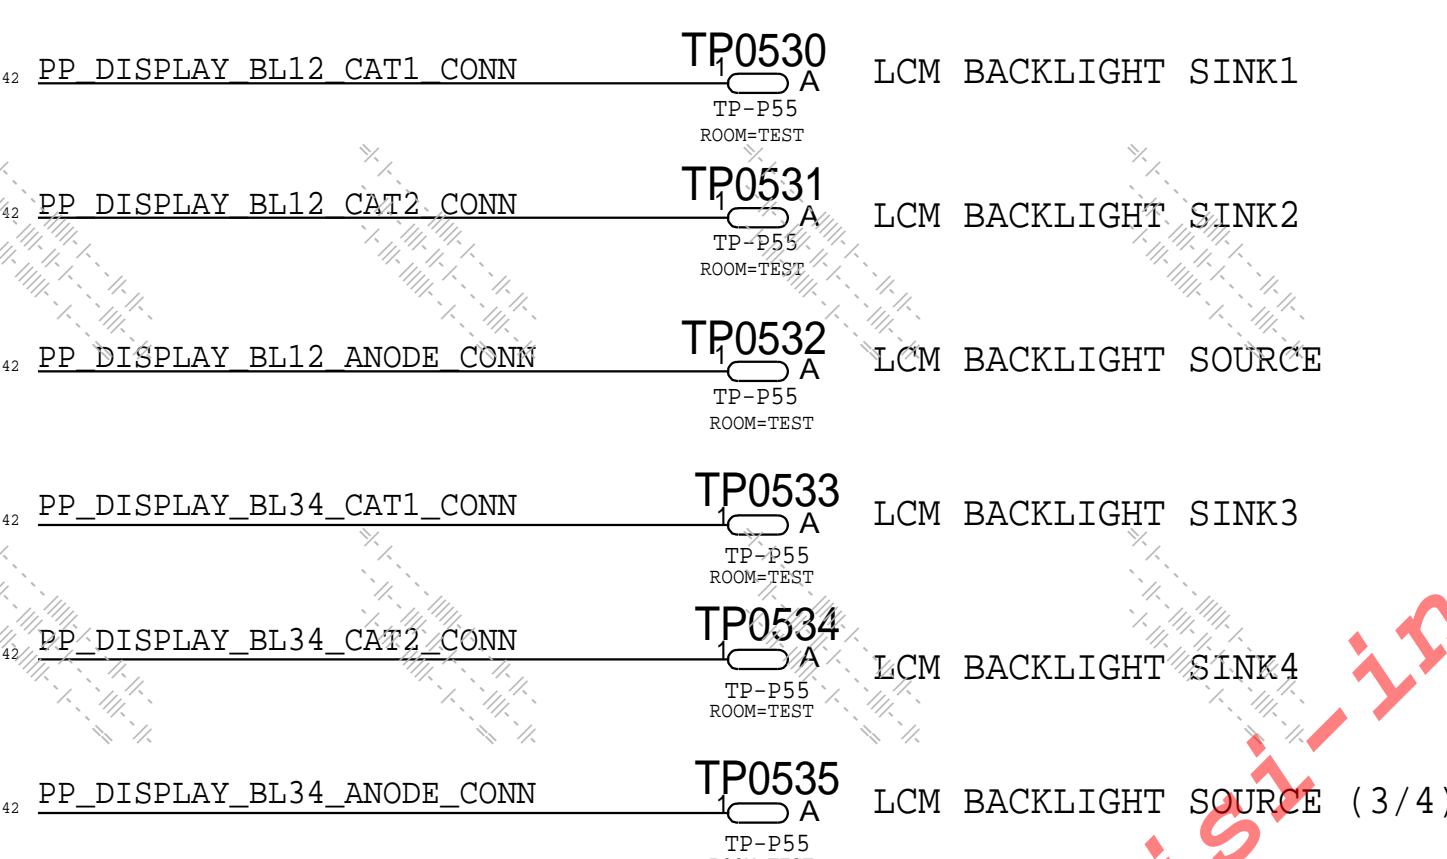 TP0530
42 PP_DISPLAY_BL12_CAT1_CONN 1 A LCM BACKLIGHT SINK1
TP-P55
ROOM=TEST
TP0531
42 PP_DISPLAY_BL12_CAT2_CONN 1 A LCM BACKLIGHT SINK2
TP-P55
ROOM=TEST
TP0532
42 PP_DISPLAY_BL12_ANODE_CONN 1 A LCM BACKLIGHT SOURCE
TP-P55
ROOM=TEST
TP0533
42 PP_DISPLAY_BL34_CAT1_CONN 1 A LCM BACKLIGHT SINK3
TP-P55
ROOM=TEST
TP0534
42 PP_DISPLAY_BL34_CAT2_CONN 1 A LCM BACKLIGHT SINK4
TP-P55
ROOM=TEST
TP0535
42 PP_DISPLAY_BL34_ANODE_CONN 1 A LCM BACKLIGHT SOURCE (3/4)
TP-P55